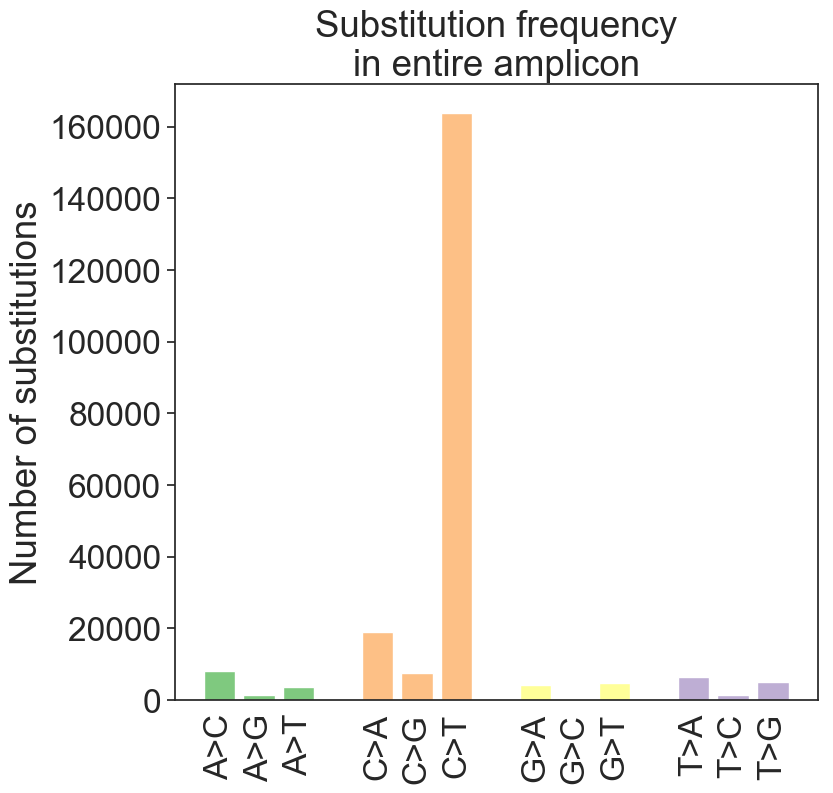 Substitution frequency
in entire amplicon
Number of substitutions
160000
140000
120000
100000
80000
60000
40000
20000
0
A>C
A>G
A>T
C>A
C>G
C>T
G>A
G>C
G>T
T>A
T>C
T>G